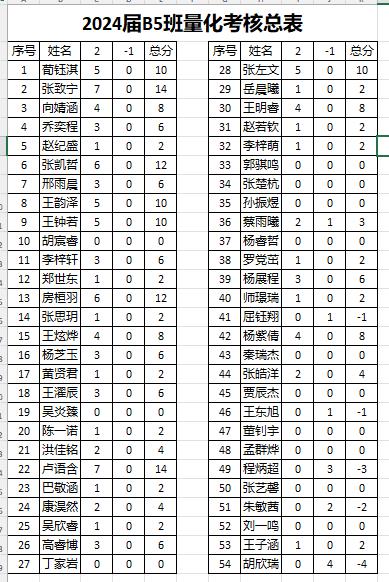 2024届B5班量化考核总表
序号 姓名 2 -1 总分 序号 姓名 2 -1 总分
1 荀钰淇 5 0 10 28 张左文 5 0 10
2 张致宁 7 0 14 29 岳晨曦 1 0 2
3 向婧涵 4 0 8 30 王明睿 4 0 8
4 乔奕程 3 0 6 31 赵若钦 1 0 2
5 赵纪盛 1 0 2 32 李梓萌 1 0 2
6 张凯哲 6 0 12 33 郭骐鸣 0 0 0
7 邢雨晨 3 0 6 34 张楚杭 0 0 0
8 王韵泽 5 0 10 35 孙振煜 0 0 0
9 王钟若 5 0 10 36 蔡雨曦 2 1 3
10 胡宸睿 0 0 0 37 杨睿哲 0 0 0
11 李梓轩 3 0 6 38 罗党茁 1 0 2
12 郑世东 1 0 2 39 杨展程 3 0 6
13 房桓羽 6 0 12 40 师璟瑞 1 0 2
14 张思玥 1 0 2 41 屈钰翔 0 1 -1
15 王炫烨 4 0 8 42 杨紫倩 4 0 8
16 杨芝玉 3 0 6 43 秦瑞杰 0 0 0
17 黄贤君 1 0 2 44 张皓洋 2 0 4
18 王濯辰 3 0 6 45 贾辰杰 0 0 0
19 吴炎臻 0 0 0 46 王东旭 0 1 -1
20 陈一诺 1 0 2 47 董钊宇 0 0 0
21 洪佳铭 2 0 4 48 孟群烨 0 0 0
22 卢语含 7 0 14 49 程炳超 0 3 -3
23 巴敬涵 1 0 2 50 张艺馨 0 0 0
24 康淏然 2 0 4 51 朱敏茜 0 2 -2
25 吴欣睿 1 0 2 52 刘一鸣 0 0 0
26 高睿博 3 0 6 53 王子涵 1 0 2
27 丁家岩 0 0 54 胡欣瑞 0 4 -4